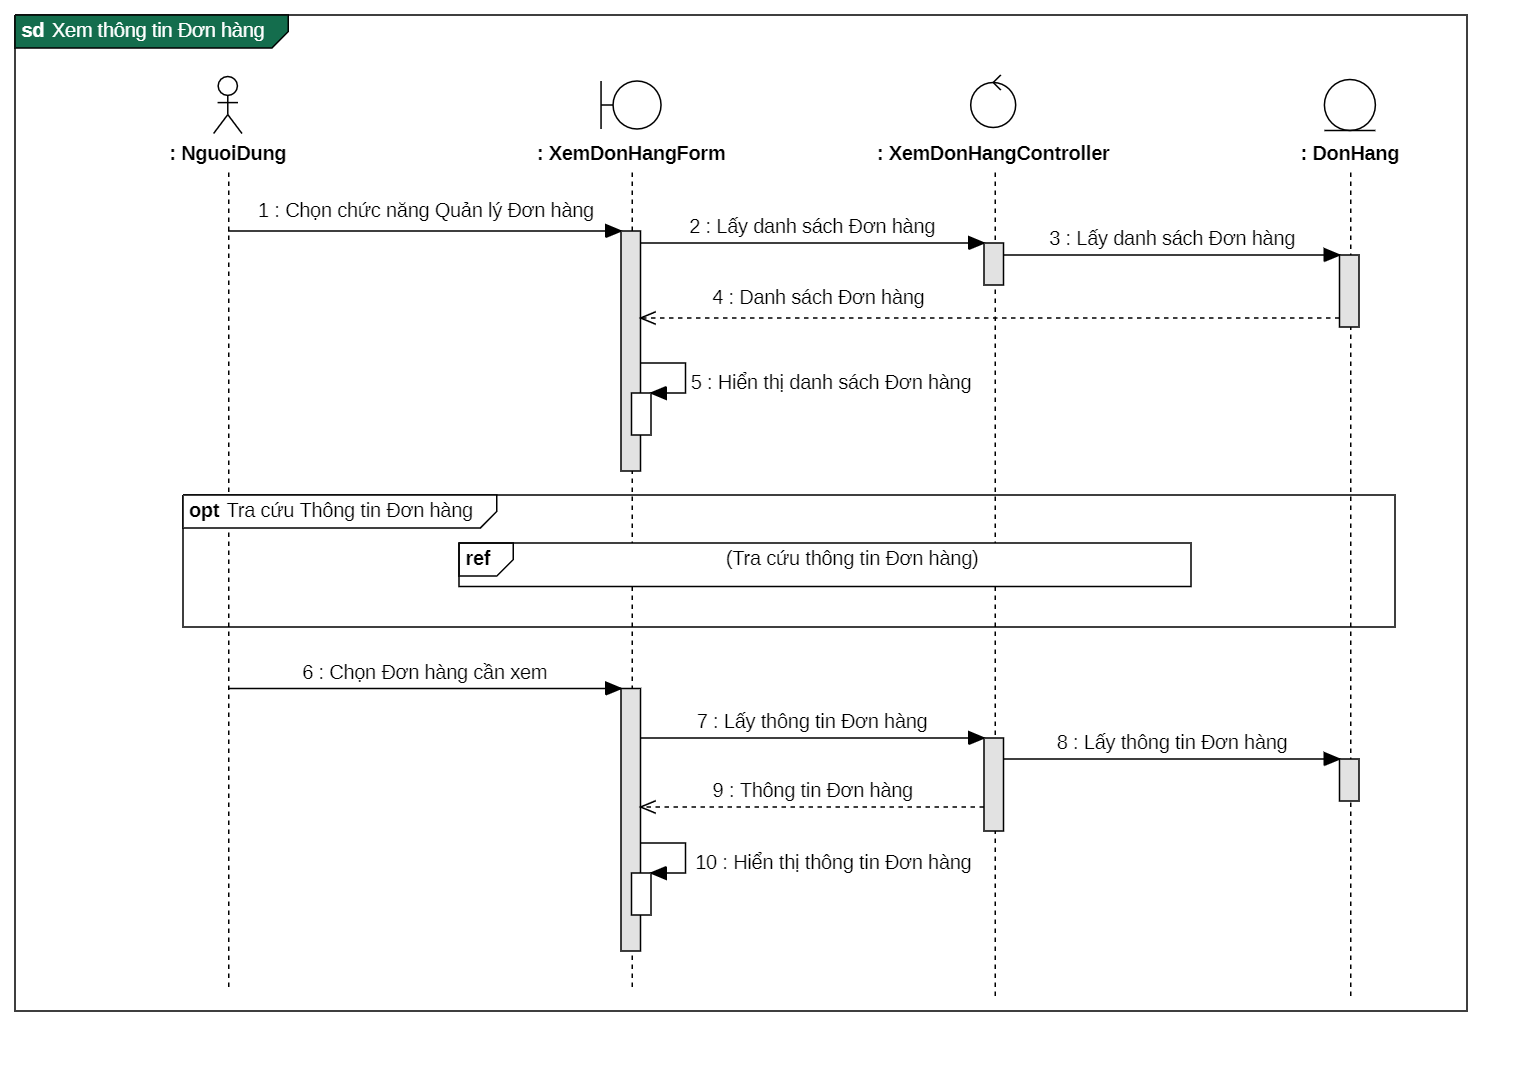 sd Xem thông tin Đơn hàng
: NguoiDung
: XemDonHangForm
: XemDonHangController
: DonHang
1 : Chọn chức năng Quản lý Đơn hàng
2 : Lấy danh sách Đơn hàng
3 : Lấy danh sách Đơn hàng
4 : Danh sách Đơn hàng
5 : Hiển thị danh sách Đơn hàng
opt Tra cứu Thông tin Đơn hàng
ref (Tra cứu thông tin Đơn hàng)
6 : Chọn Đơn hàng cần xem
7 : Lấy thông tin Đơn hàng
8 : Lấy thông tin Đơn hàng
9 : Thông tin Đơn hàng
10 : Hiển thị thông tin Đơn hàng